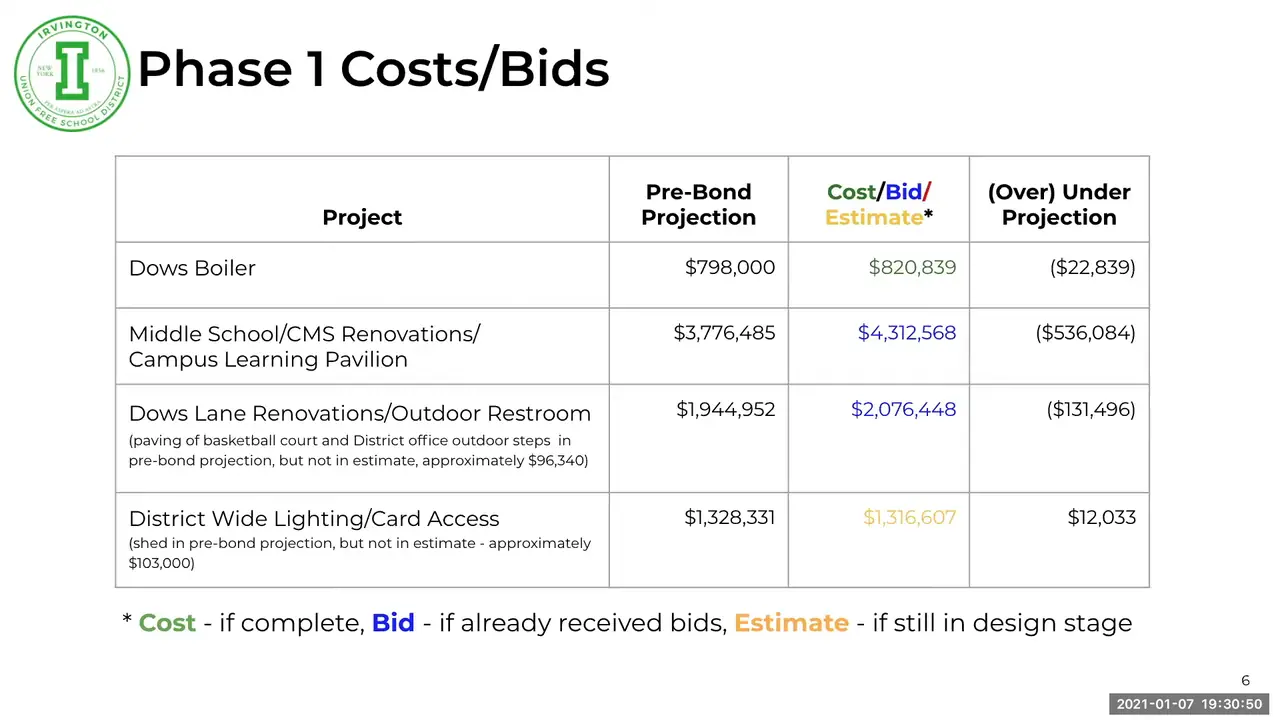 IRVINGTON
NEW YORK
1956
UNION FREE SCHOOL DISTRICT
Phase 1 Costs/Bids
Project
Pre-Bond Projection
Cost/Bid/ Estimate*
(Over) Under Projection
Dows Boiler
$798,000
$820,839
($22,839)
Middle School/CMS Renovations/
Campus Learning Pavilion
$3,776,485
$4,312,568
($536,084)
Dows Lane Renovations/Outdoor Restroom
(paving of basketball court and District office outdoor steps in
pre-bond projection, but not in estimate, approximately $96,340)
$1,944,952
$2,076,448
($131,496)
District Wide Lighting/Card Access
(shed in pre-bond projection, but not in estimate - approximately
$103,000)
$1,328,331
$1,316,607
$12,033
* Cost - if complete, Bid - if already received bids, Estimate - if still in design stage
6
2021-01-07 19:30:50